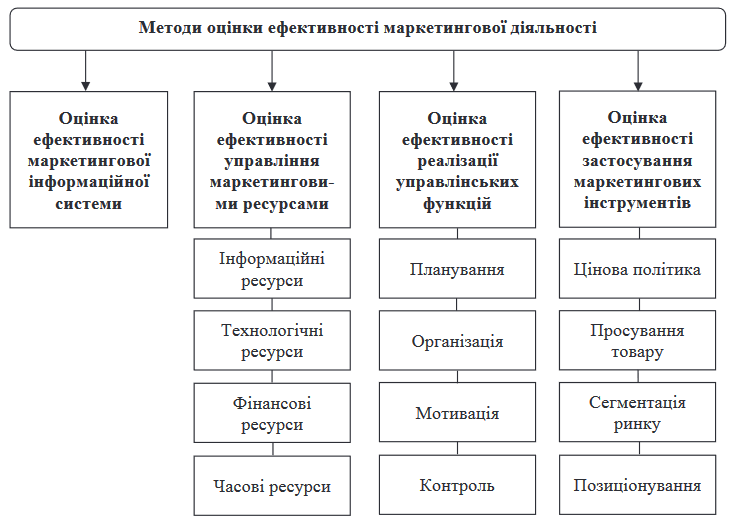 Методи оцінки ефективності маркетингової діяльності
Оцінка
ефективності
маркетингової
інформаційної
системи
Оцінка
ефективності
управління
маркетингови-
ми ресурсами
Інформаційні
ресурси
Технологічні
ресурси
Фінансові
ресурси
Часові ресурси
Оцінка
ефективності
реалізації
управлінських
функцій
Планування
Організація
Мотивація
Контроль
Оцінка
ефективності
застосування
маркетингових
інструментів
Цінова політика
Просування
товару
Сегментація
ринку
Позиціонування